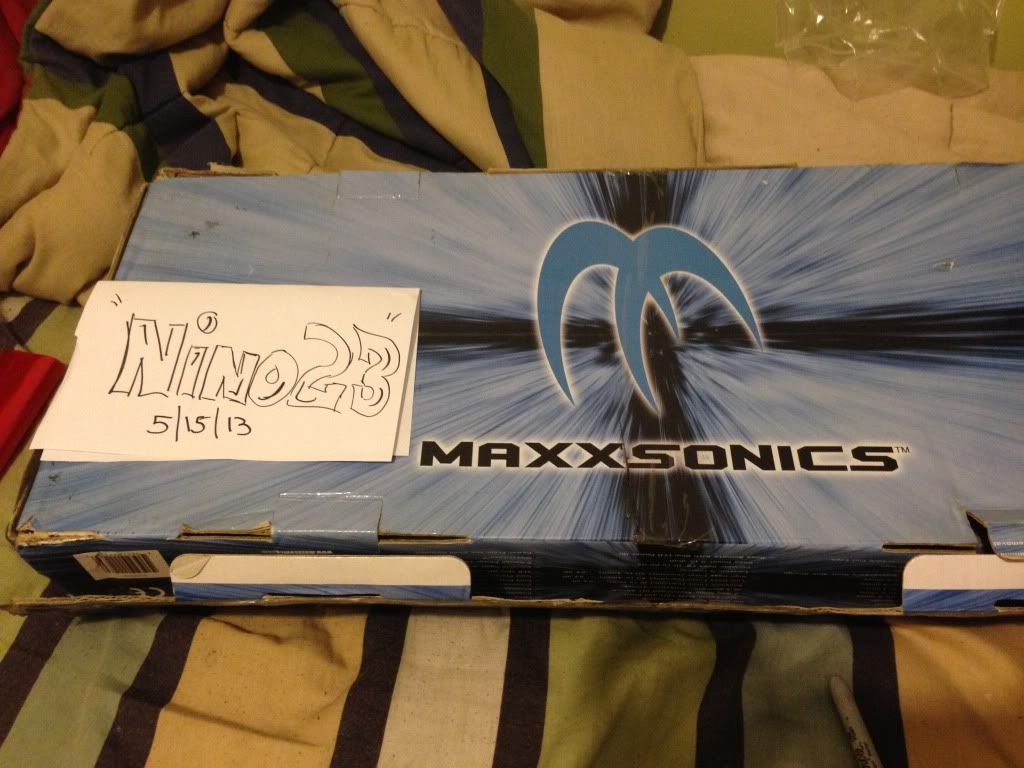 "Nino23"
5/15/13
MAXXSONICS™